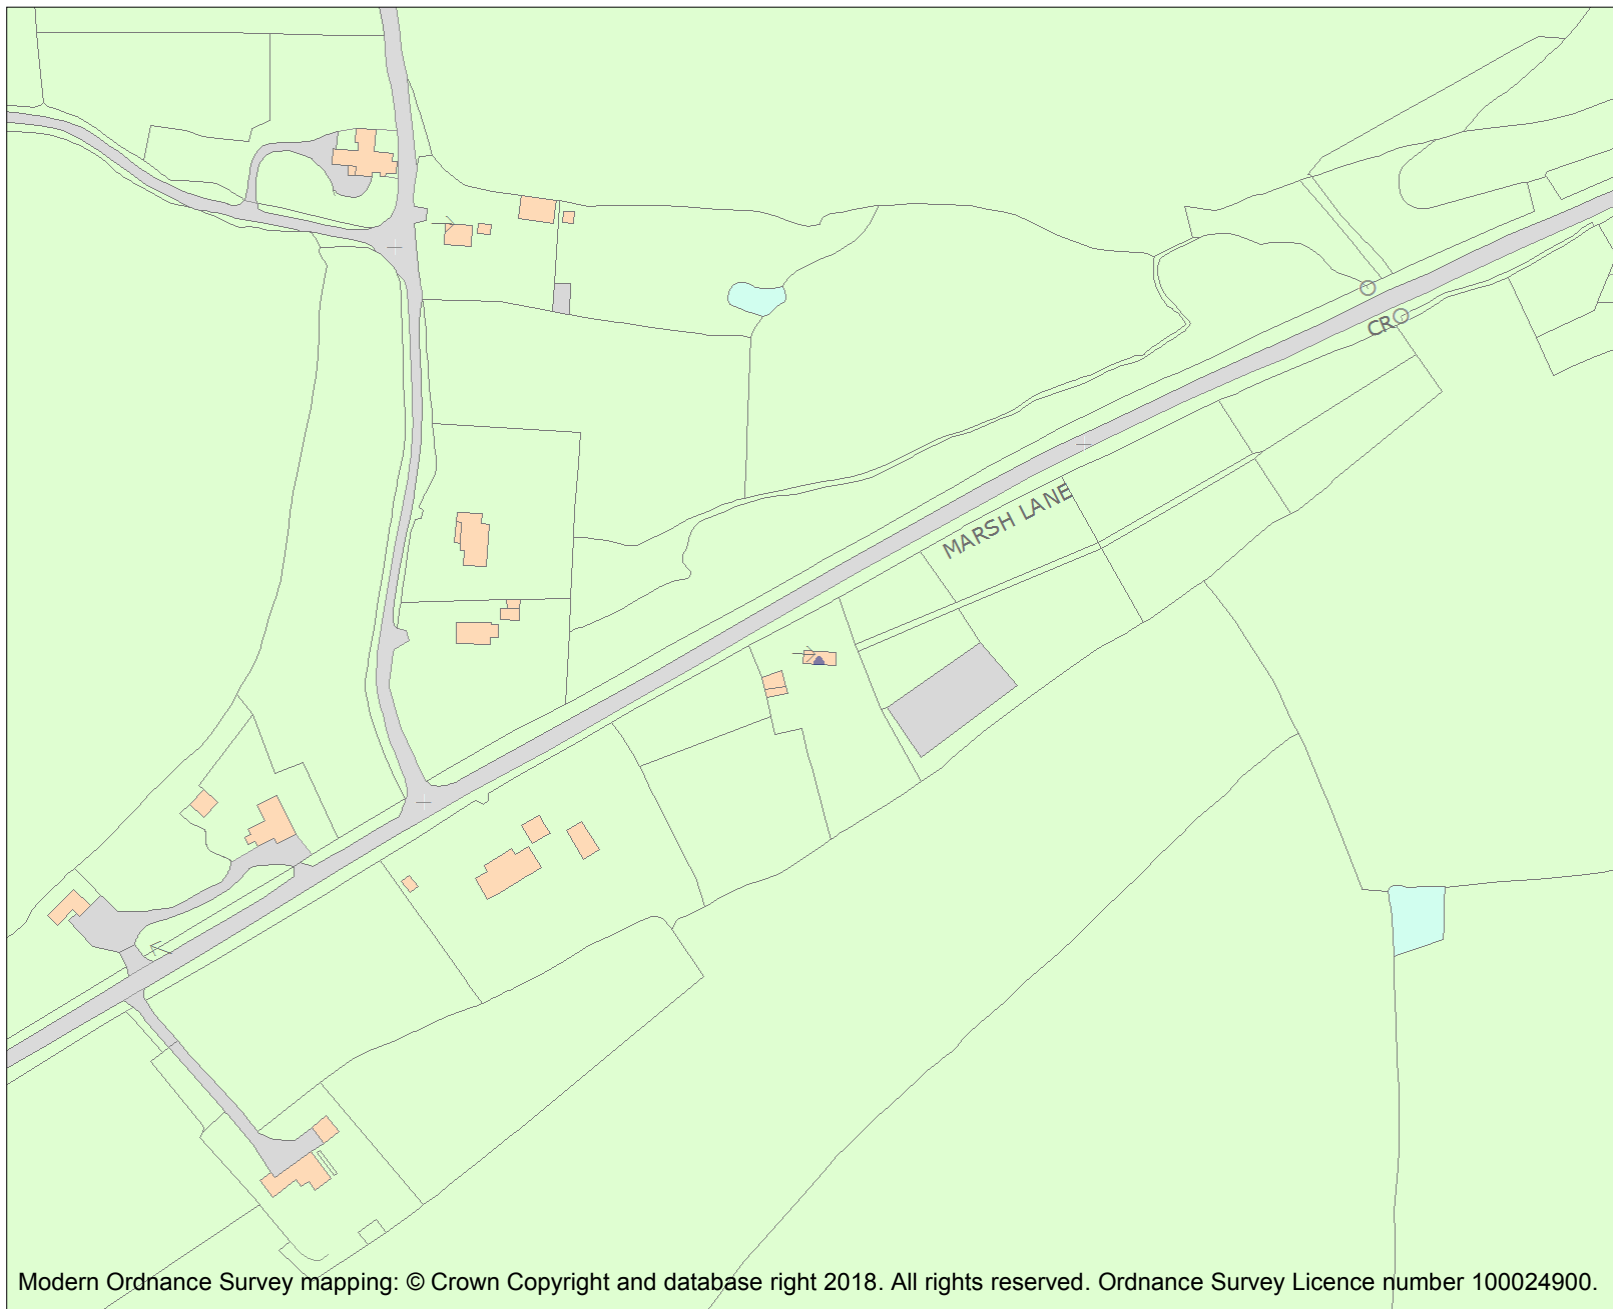 CR
MARSH LANE
Modern Ordnance Survey mapping: © Crown Copyright and database right 2018. All rights reserved. Ordnance Survey Licence number 100024900.